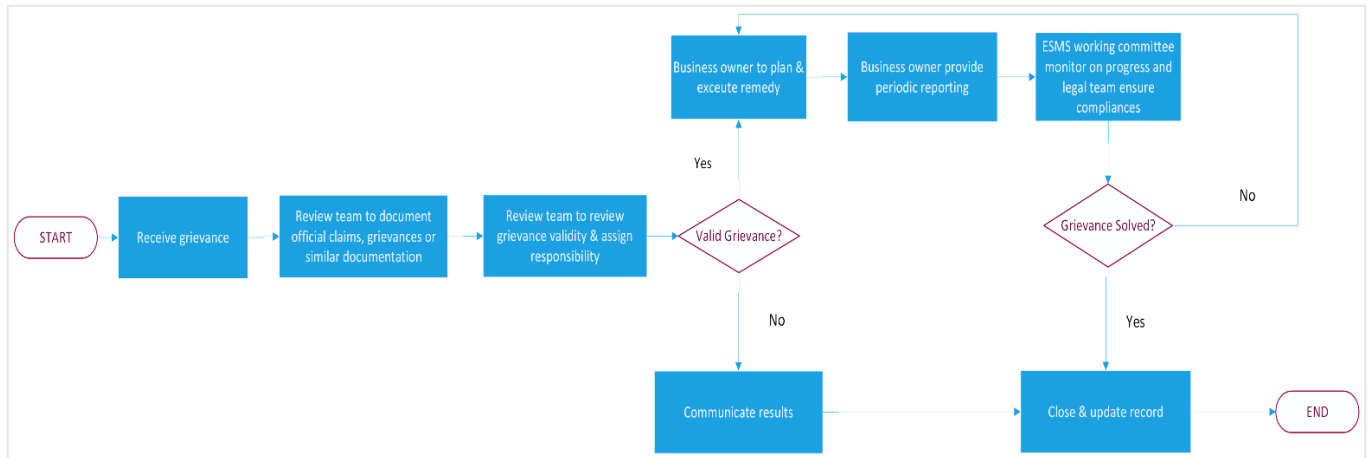 START
Receive grievance
Review team to document
official claims, grievances or
similar documentation
Review team to review
grievance validity & assign
responsibility
Valid Grievance?
Yes
Business owner to plan &
exceute remedy
Business owner provide
periodic reporting
ESMS working committee
monitor on progress and
legal team ensure
compliances
Grievance Solved?
No
No
Communicate results
Yes
Close & update record
END